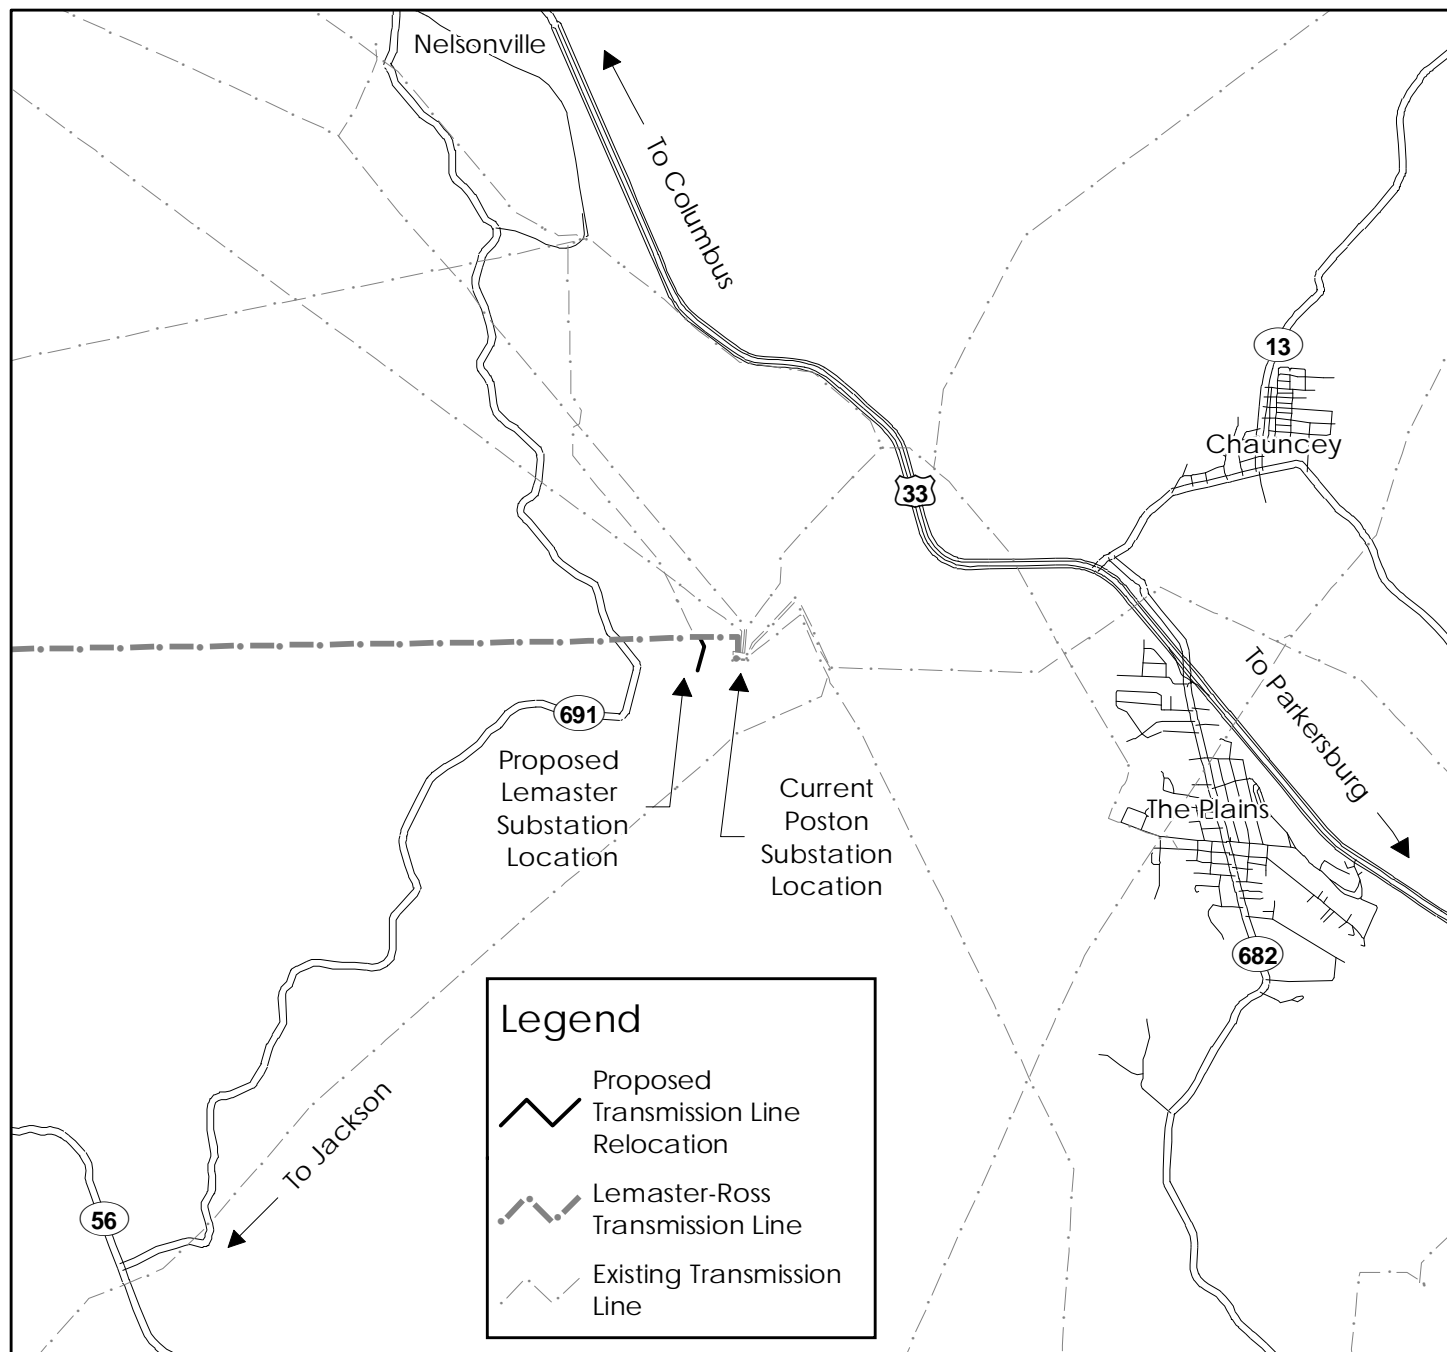 Nelsonville
To Columbus
13
Chauncey
33
To Parkersburg
691
Proposed
Lemaster
Substation
Location
Current
Poston
Substation
Location
The Plains
682
To Jackson
56
Legend
Proposed
Transmission Line
Relocation
Lemaster-Ross
Transmission Line
Existing Transmission
Line